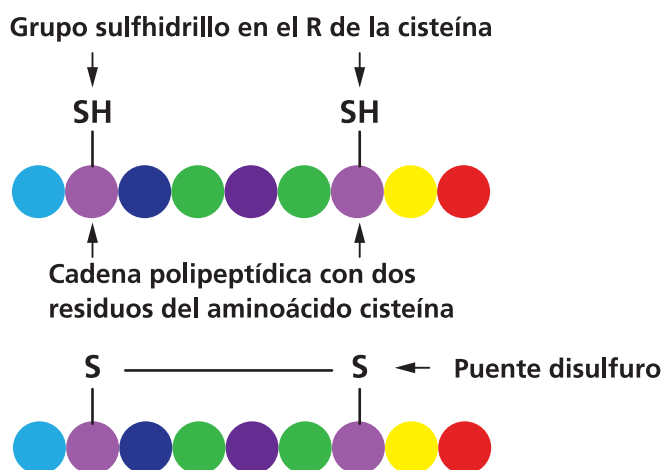 Grupo sulfhidrillo en el R de la cisteína
SH SH
Cadena polipeptídica con dos
residuos del aminoácido cisteína
S S Puente disulfuro